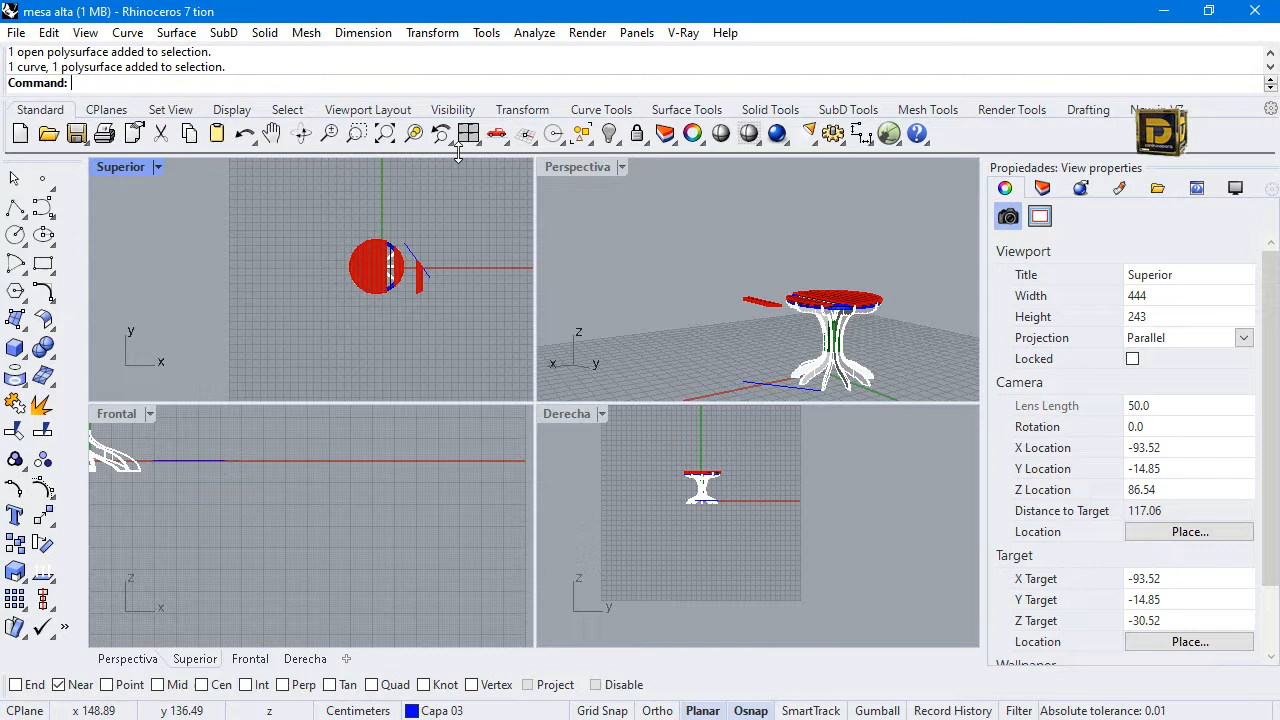 mesa alta (1 MB) - Rhinoceros 7 tion
File Edit View Curve Surface SubD Solid Mesh Dimension Transform Tools Analyze Render Panels V-Ray Help
1 open polysurface added to selection.
1 curve, 1 polysurface added to selection.
Command:
Standard CPlanes Set View Display Select Viewport Layout Visibility Transform Curve Tools Surface Tools Solid Tools SubD Tools Mesh Tools Render Tools Drafting
Superior
Perspectiva
y
x
z
x
y
Frontal
Derecha
z
x
z
y
Propiedades: View properties
Viewport
Title Superior
Width 444
Height 243
Projection Parallel
Locked
Camera
Lens Length 50.0
Rotation 0.0
X Location -93.52
Y Location -14.85
Z Location 86.54
Distance to Target 117.06
Location Place...
Target
X Target -93.52
Y Target -14.85
Z Target -30.52
Location Place...
Perspectiva Superior Frontal Derecha
End Near Point Mid Cen Int Perp Tan Quad Knot Vertex Project Disable
CPlane x 148.89 y 136.49 z Centimeters Capa 03 Grid Snap Ortho Planar Osnap SmartTrack Gumball Record History Filter Absolute tolerance: 0.01